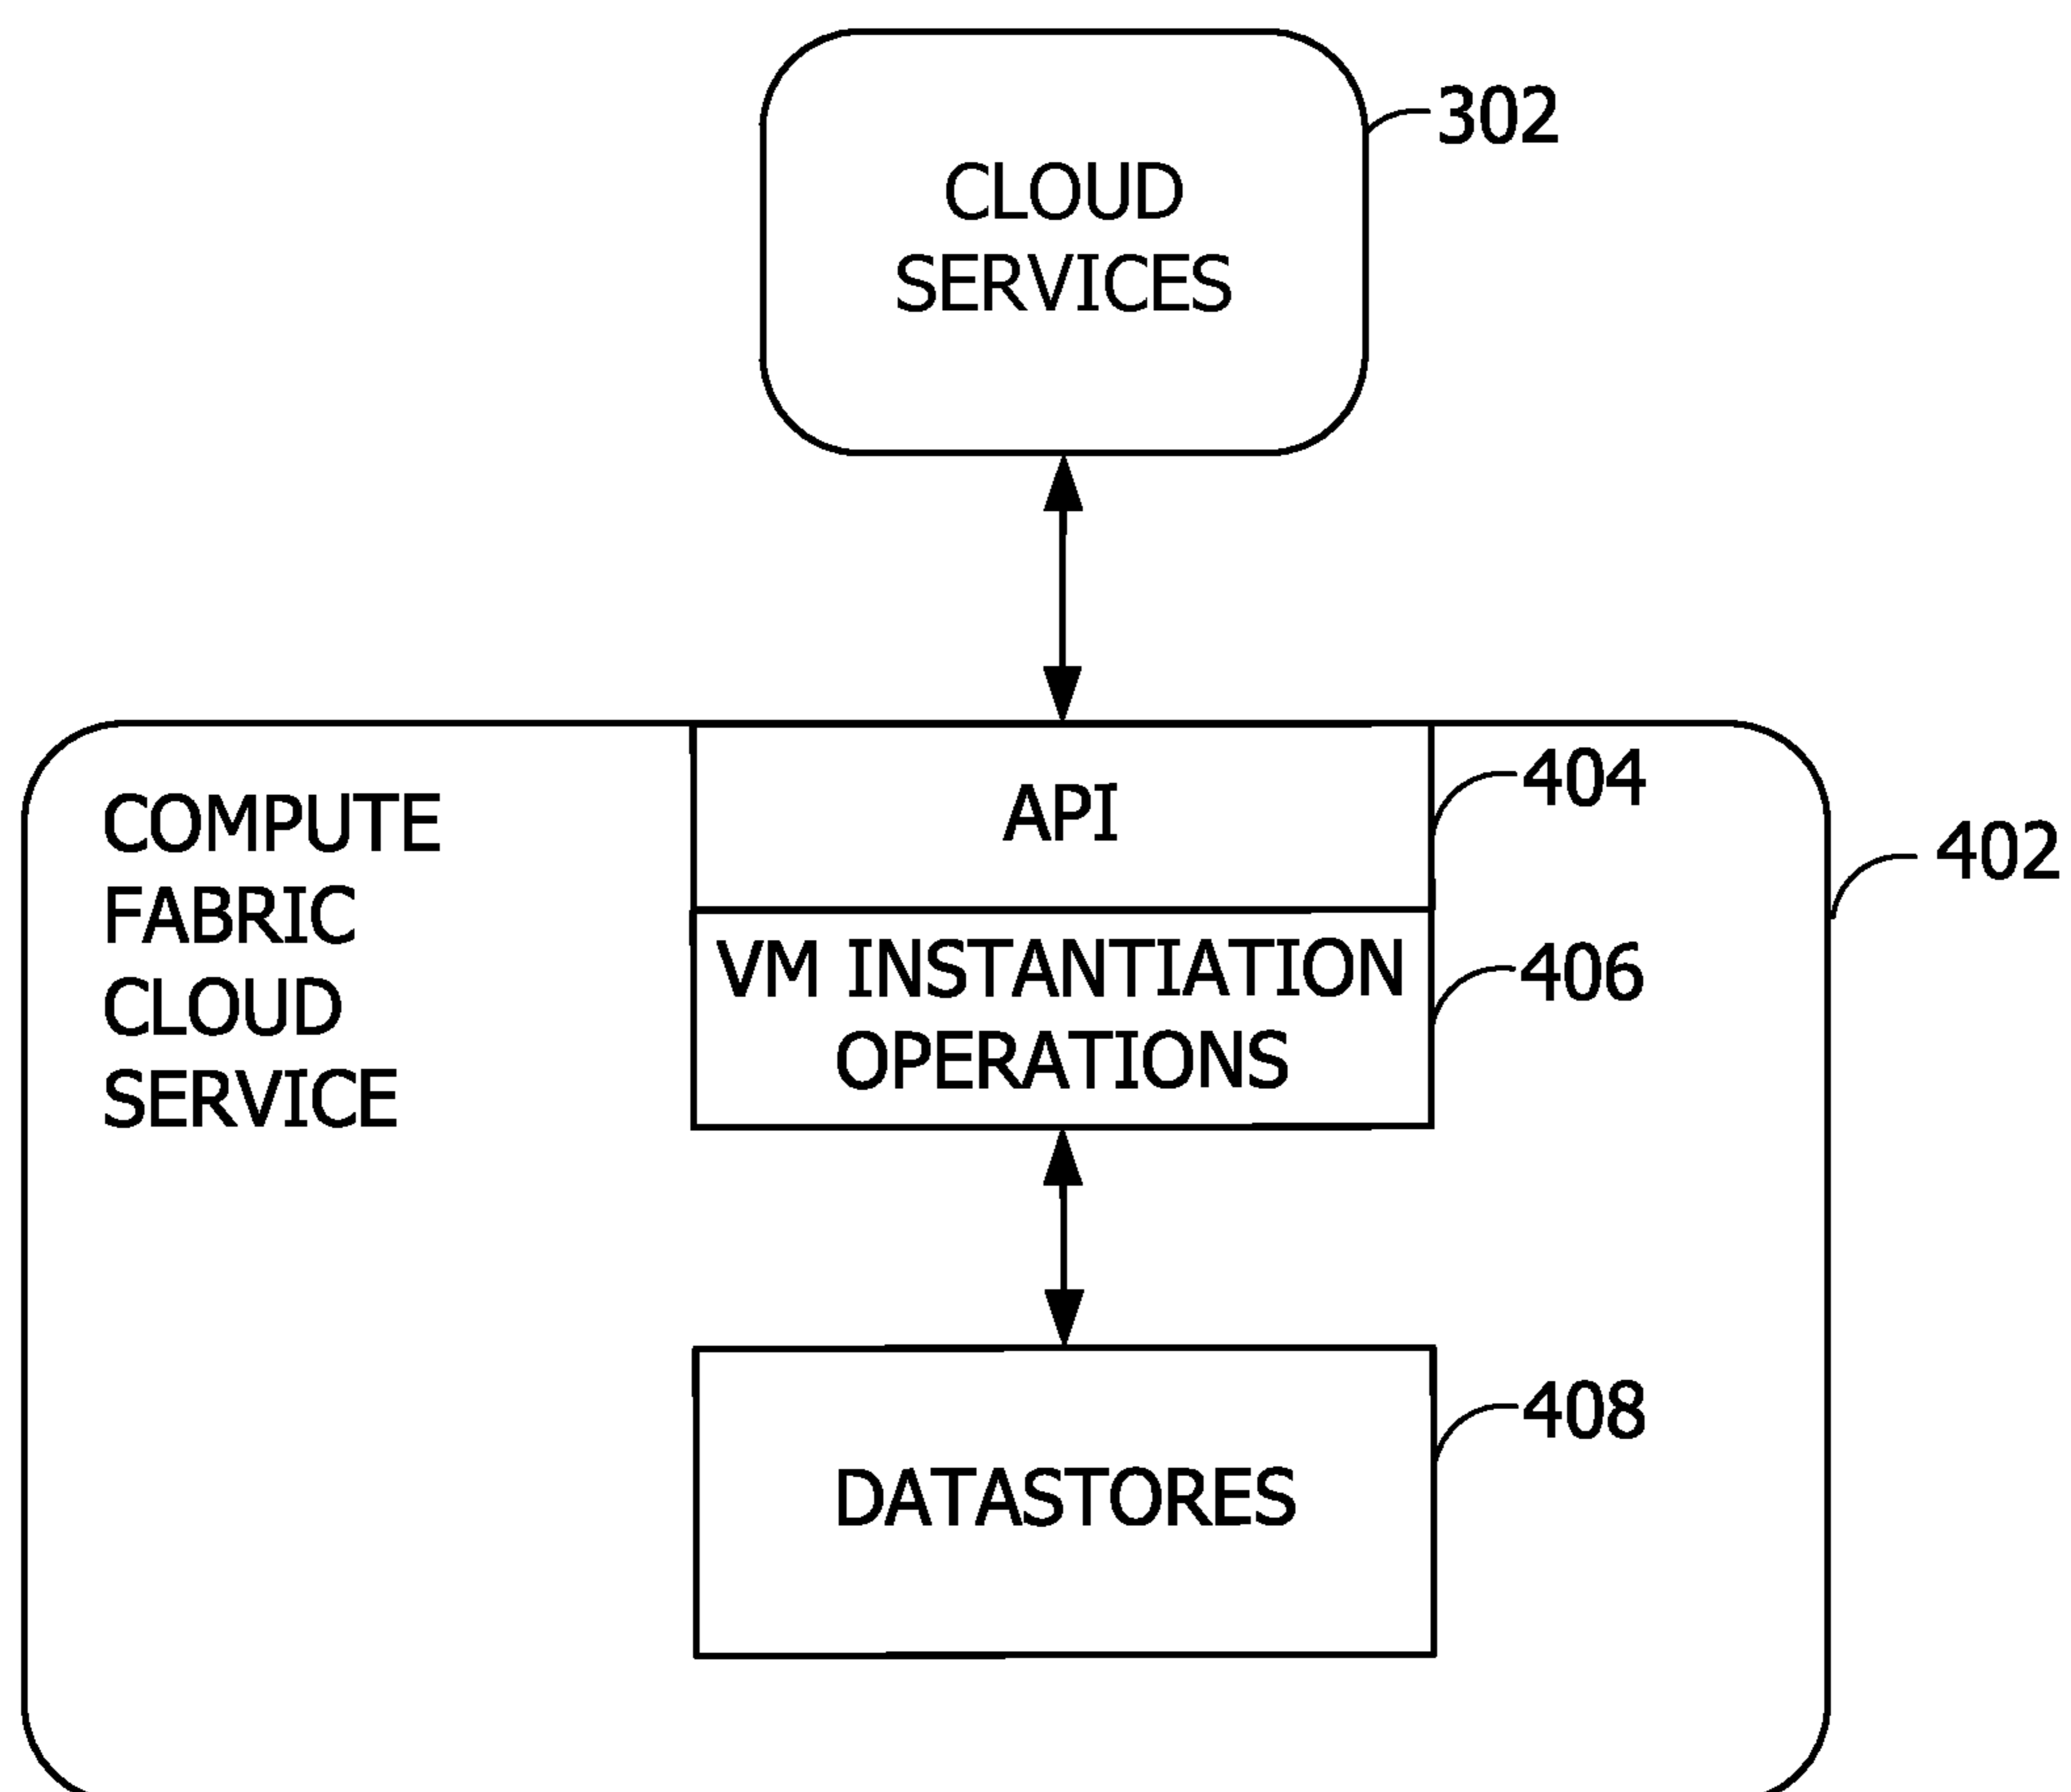 CLOUD
SERVICES
302
COMPUTE
FABRIC
CLOUD
SERVICE
API
404
402
VM INSTANTIATION
OPERATIONS
406
DATASTORES
408